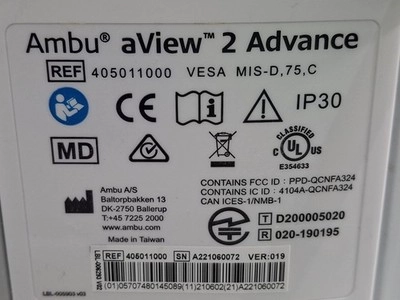 Ambu® aView™ 2 Advance
REF 405011000 VESA MIS-D,75,C
CE IP30
MD
CLASSIFIED
C UL US
E354633
Ambu A/S
Baltorpbakken 13
DK-2750 Ballerup
T:+45 7225 2000
www.ambu.com
Made in Taiwan
CONTAINS FCC ID : PPD-QCNFA324
CONTAINS IC ID : 4104A-QCNFA324
CAN ICES-1/NMB-1
T D200005020
R 020-190195
REF 405011000 SN A221060072 VER:019
(01)05707480145089(11)210602(21)A221060072